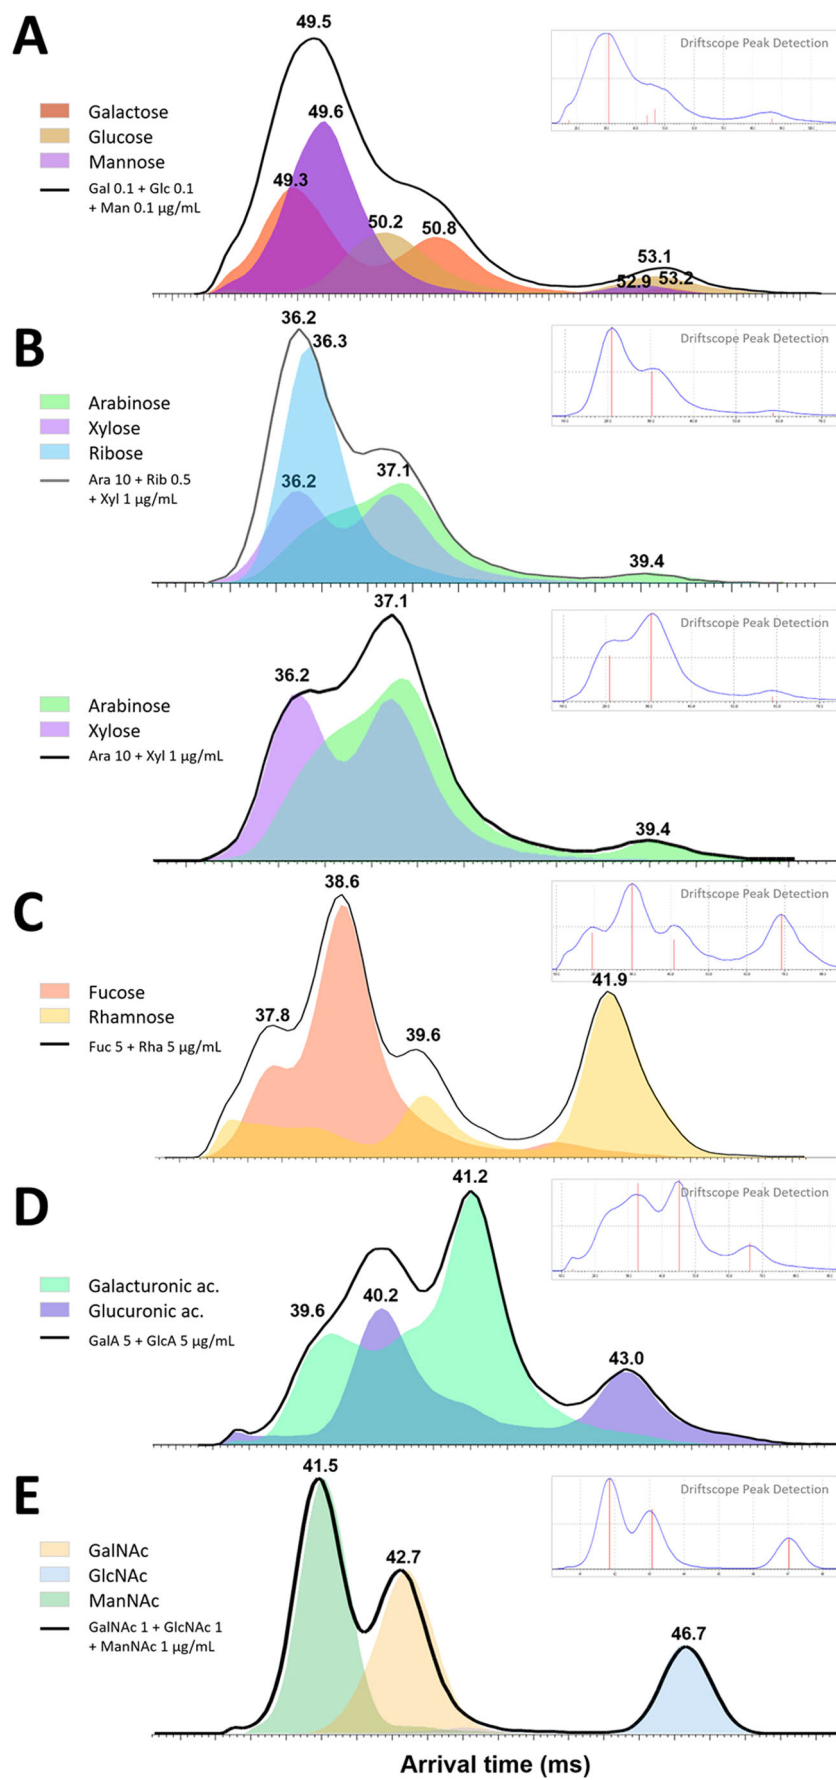 A
49.5
Driftscope Peak Detection
Galactose
Glucose
Mannose
Gal 0.1 + Glc 0.1
+ Man 0.1 µg/mL
49.6
49.3
50.2
50.8
53.1
52.9
53.2
B
36.2
36.3
Driftscope Peak Detection
Arabinose
Xylose
Ribose
Ara 10 + Rib 0.5
+ Xyl 1 µg/mL
36.2
37.1
39.4
37.1
Driftscope Peak Detection
36.2
Arabinose
Xylose
Ara 10 + Xyl 1 µg/mL
39.4
C
38.6
Driftscope Peak Detection
Fucose
Rhamnose
Fuc 5 + Rha 5 µg/mL
37.8
39.6
41.9
D
41.2
Driftscope Peak Detection
Galacturonic ac.
Glucuronic ac.
GalA 5 + GlcA 5 µg/mL
39.6
40.2
43.0
E
41.5
Driftscope Peak Detection
GalNAc
GlcNAc
ManNAc
GalNAc 1 + GlcNAc 1
+ ManNAc 1 µg/mL
42.7
46.7
Arrival time (ms)